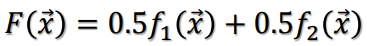 F(x⃗) = 0.5f₁(x⃗) + 0.5f₂(x⃗)